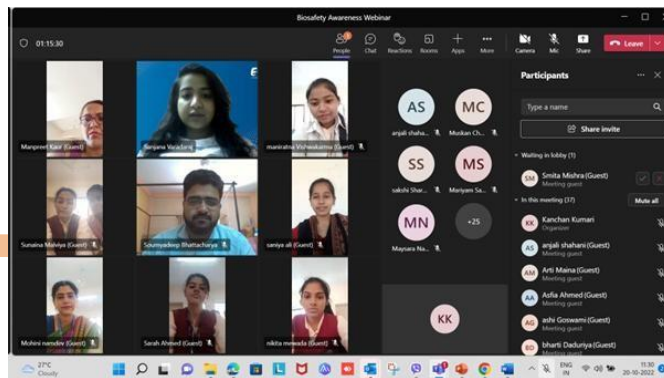 Biosafety Awareness Webinar
01:15:30
People
Chat
Reactions
Rooms
Apps
More
Camera
Mic
Share
Leave
Manpreet Kaur (Guest)
Ranjana Varadaraj
maniratna Vishwakarma (Guest)
Sunaina Malviya (Guest)
Soumyadeep Bhattacharya (Guest)
saniya ali (Guest)
Mohini namdev (Guest)
Sarah Ahmed (Guest)
nikita mewada (Guest)
AS
anjali shaha...
MC
Muskan Ch...
SS
sakshi Shar...
MS
Mariyam Sa...
MN
Maysara Na...
+25
KK
Participants
Type a name
Share invite
Waiting in lobby (1)
SM
Smita Mishra (Guest)
Meeting guest
In this meeting (37)
Mute all
KK
Kanchan Kumari
Organizer
AS
anjali shahani (Guest)
Meeting guest
AM
Arti Maina (Guest)
Meeting guest
AA
Asfia Ahmed (Guest)
Meeting guest
AG
ashi Goswami (Guest)
Meeting guest
BD
bharti Daduriya (Guest)
Meeting guest
27°C
Cloudy
ENG
IN
11:30
20-10-2022